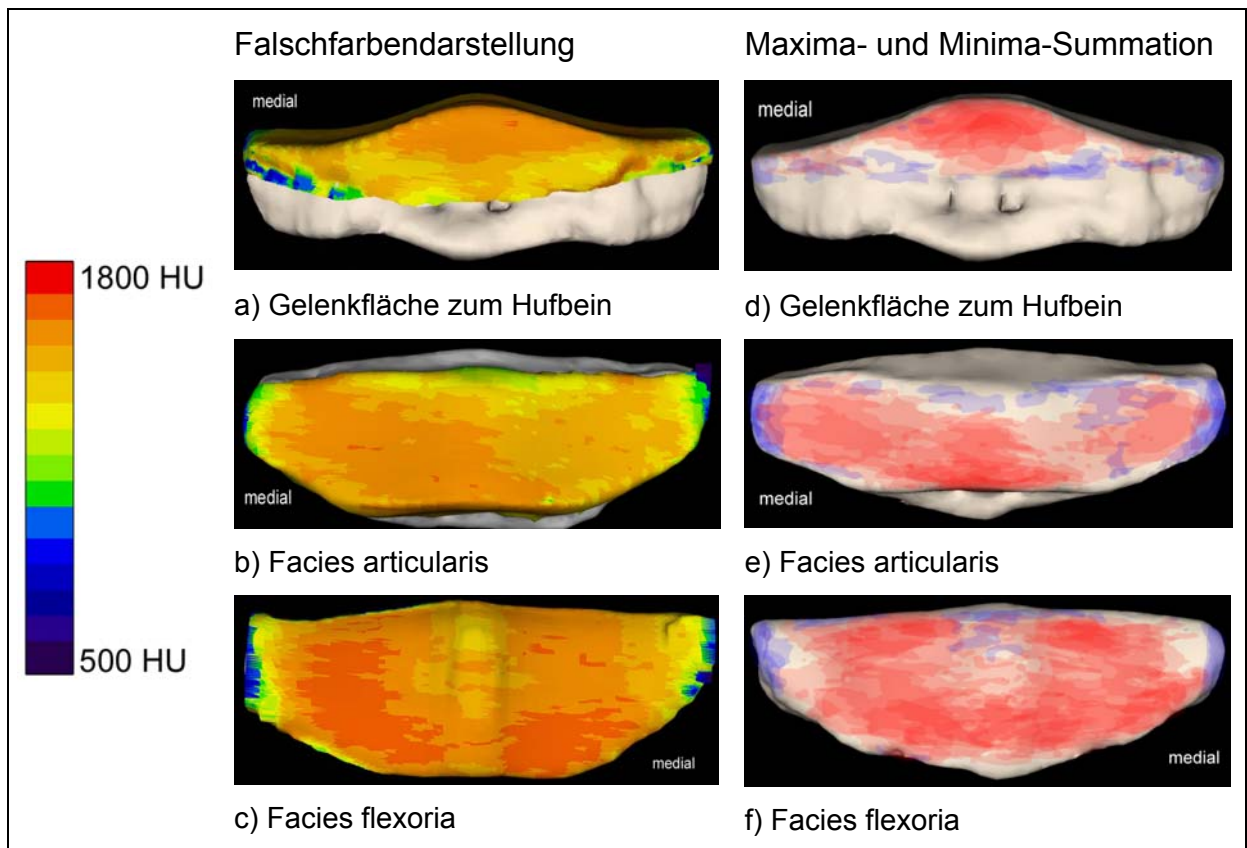 Falschfarbendarstellung
Maxima- und Minima-Summation
medial
medial
a) Gelenkfläche zum Hufbein
d) Gelenkfläche zum Hufbein
1800 HU
500 HU
medial
medial
b) Facies articularis
e) Facies articularis
medial
medial
c) Facies flexoria
f) Facies flexoria